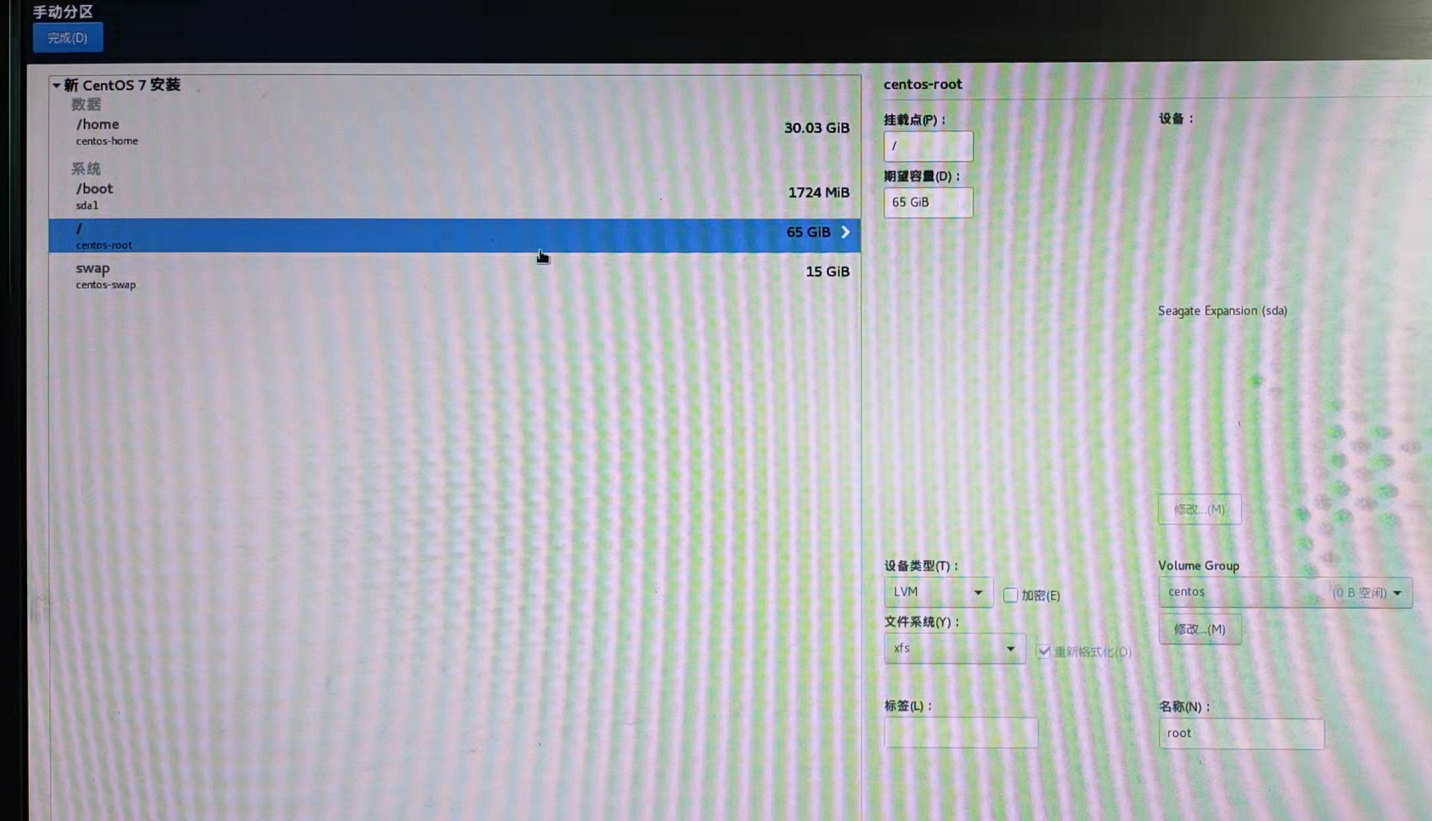 手动分区
完成(D)
新 CentOS 7 安装
数据
/home
30.03 GiB
centos-home
系统
/boot
1724 MiB
sda1
/
65 GiB
centos-root
swap
15 GiB
centos-swap
centos-root
挂载点(P)：
设备：
/
期望容量(D)：
65 GiB
Seagate Expansion (sda)
修改...(M)
设备类型(T)：
Volume Group
LVM
加密(E)
centos
(0 B 空闲)
文件系统(Y)：
修改...(M)
xfs
重新格式化(O)
标签(L)：
名称(N)：
root